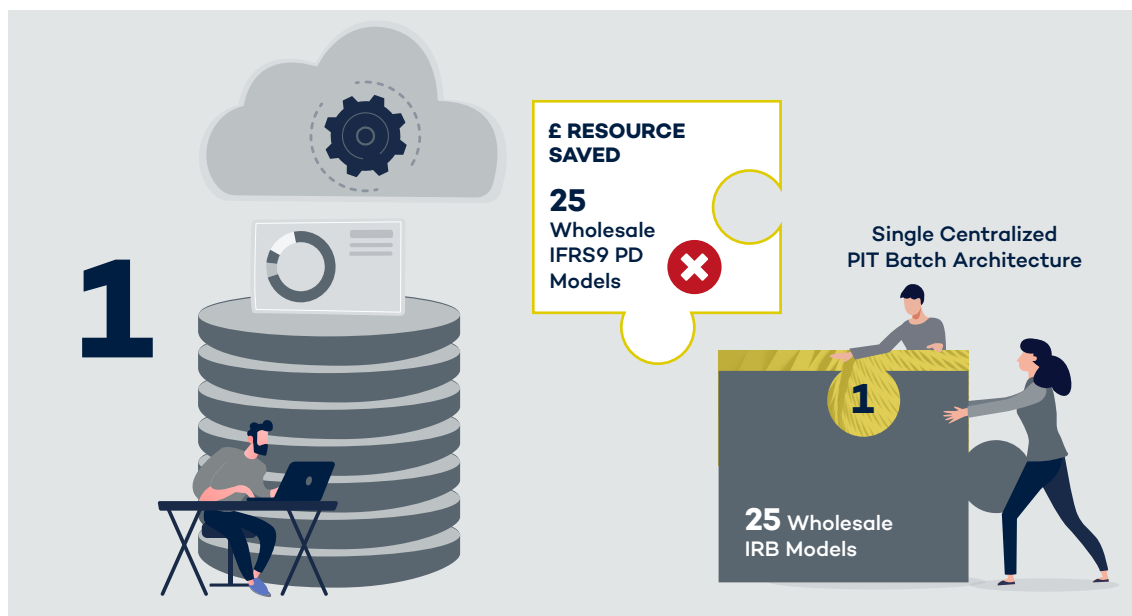 1
£ RESOURCE
SAVED
25
Wholesale
IFRS9 PD
Models
Single Centralized
PIT Batch Architecture
1
25 Wholesale
IRB Models